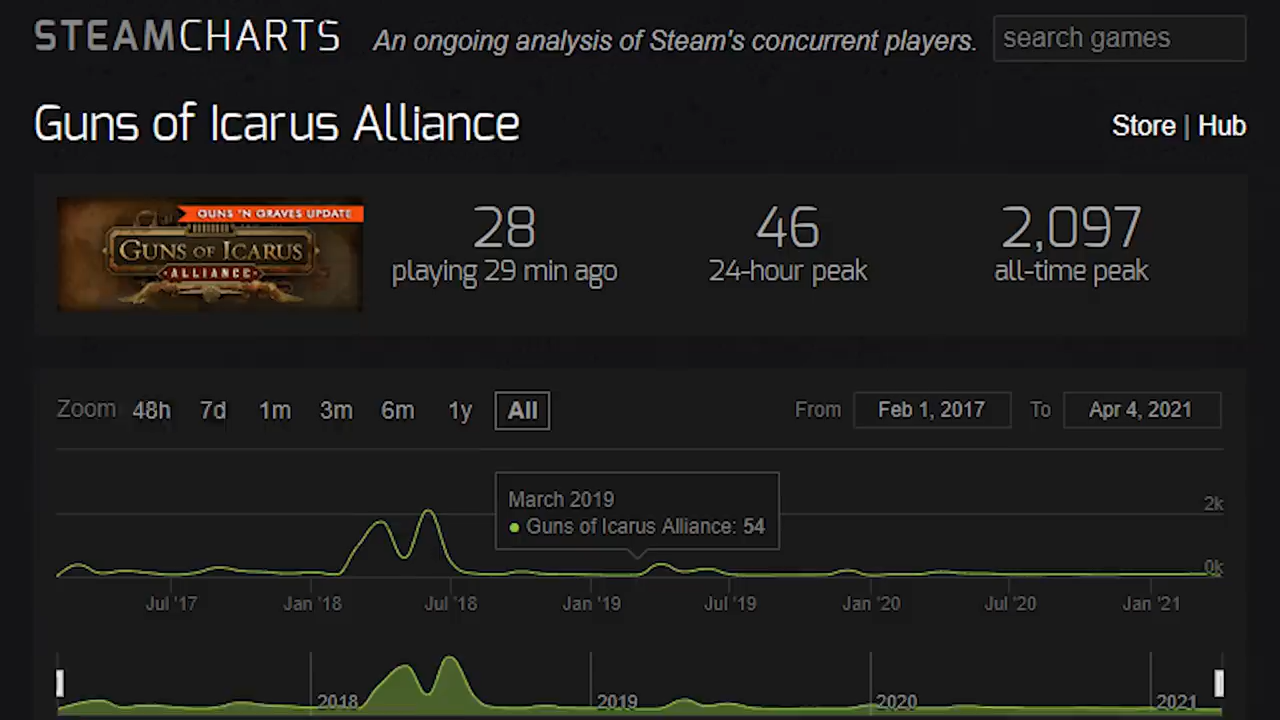 STEAMCHARTS An ongoing analysis of Steam's concurrent players. search games
Guns of Icarus Alliance Store | Hub
GUNS 'N GRAVES UPDATE
GUNS OF ICARUS
ALLIANCE
28 46 2,097
playing 29 min ago 24-hour peak all-time peak
Zoom 48h 7d 1m 3m 6m 1y All From Feb 1, 2017 To Apr 4, 2021
March 2019
Guns of Icarus Alliance: 54
2k
0k
Jul '17 Jan '18 Jul '18 Jan '19 Jul '19 Jan '20 Jul '20 Jan '21
2018 2019 2020 2021